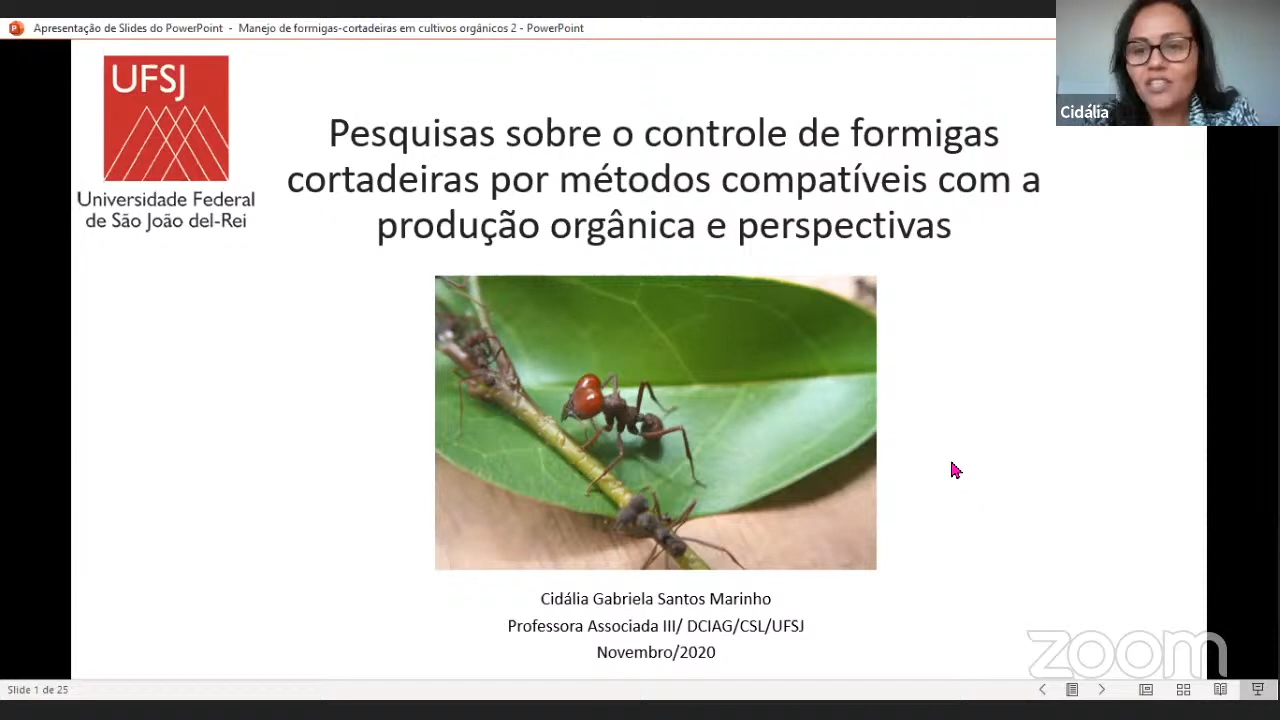 Apresentação de Slides do PowerPoint - Manejo de formigas-cortadeiras em cultivos orgânicos 2 - PowerPoint
UFSJ
Universidade Federal
de São João del-Rei
Cidália
Pesquisas sobre o controle de formigas
cortadeiras por métodos compatíveis com a
produção orgânica e perspectivas
Cidália Gabriela Santos Marinho
Professora Associada III/ DCIAG/CSL/UFSJ
Novembro/2020
zoom
Slide 1 de 25